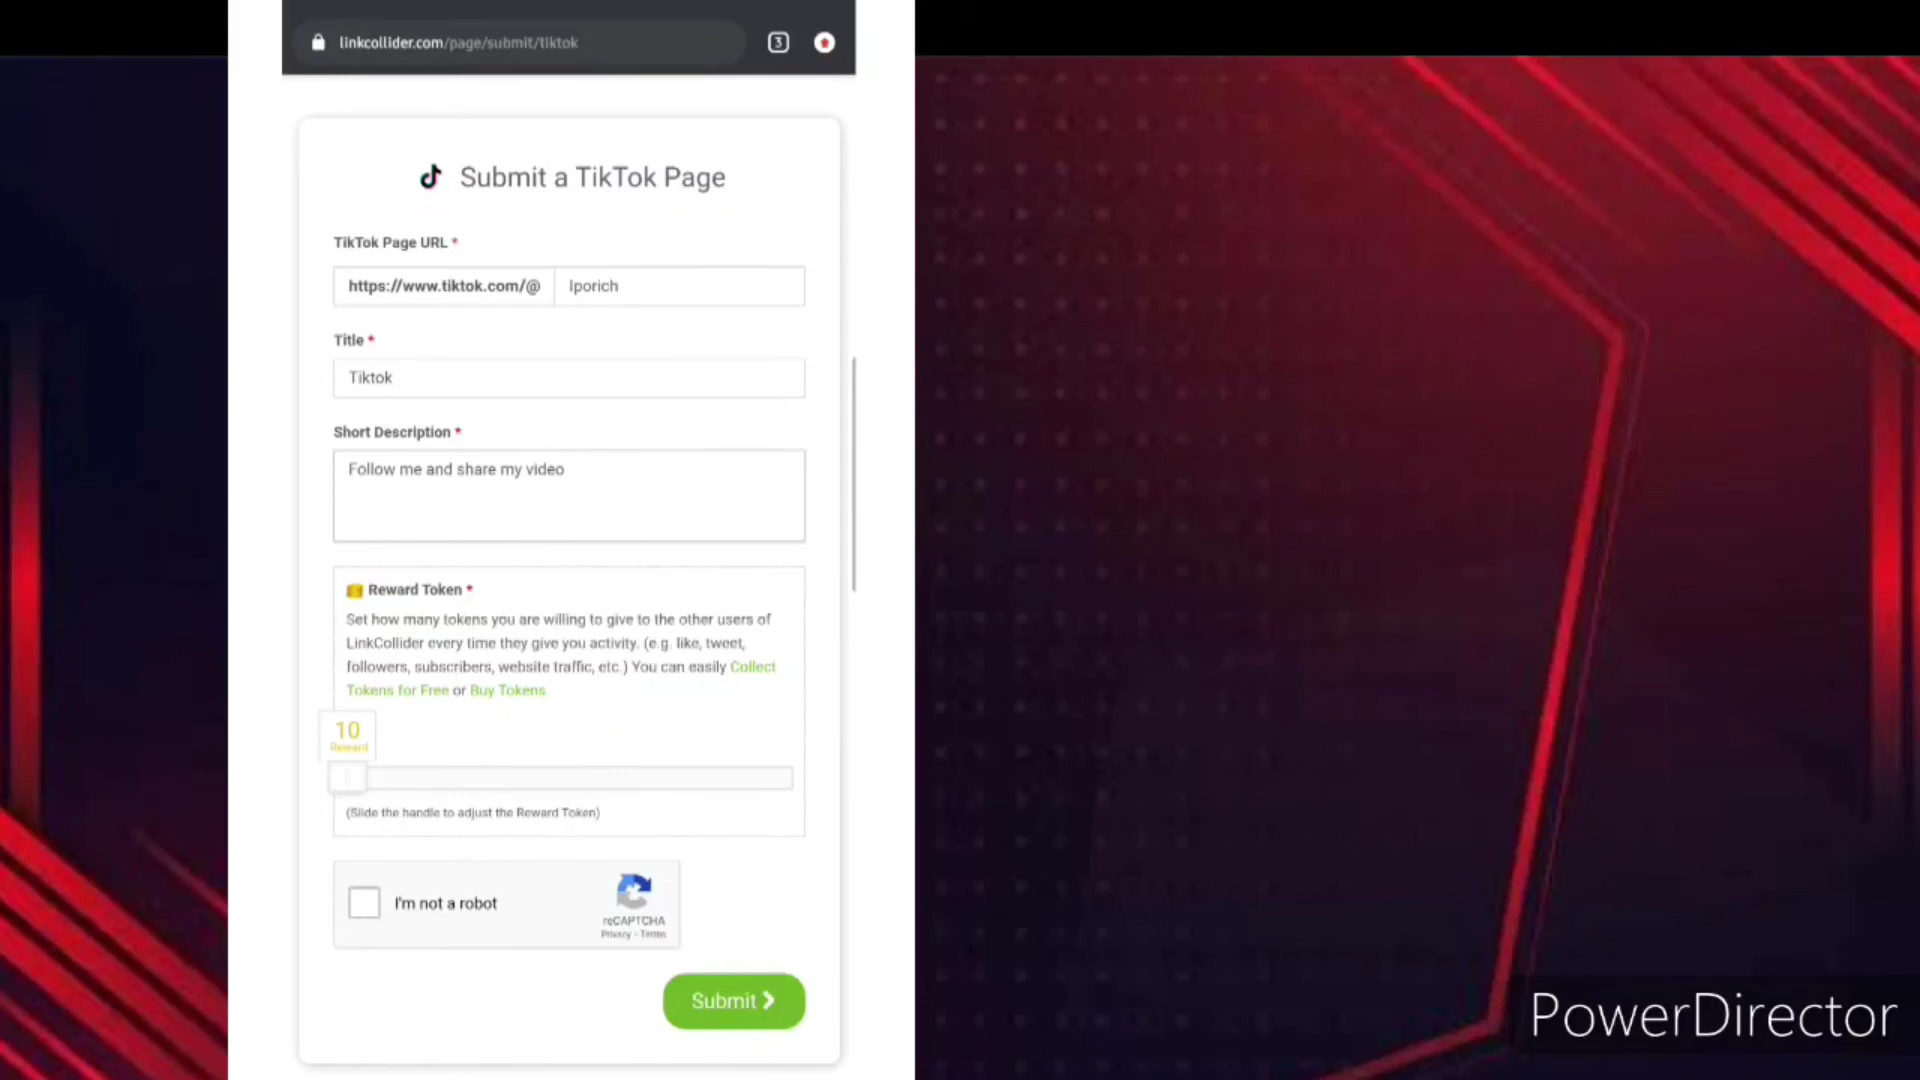 linkcollider.com/page/submit/tiktok
3
Submit a TikTok Page
TikTok Page URL *
https://www.tiktok.com/@ Iporich
Title *
Tiktok
Short Description *
Follow me and share my video
Reward Token *
Set how many tokens you are willing to give to the other users of
LinkCollider every time they give you activity. (e.g. like, tweet,
followers, subscribers, website traffic, etc.) You can easily Collect
Tokens for Free or Buy Tokens
10
Reward
(Slide the handle to adjust the Reward Token)
I'm not a robot
reCAPTCHA
Privacy - Terms
Submit
PowerDirector